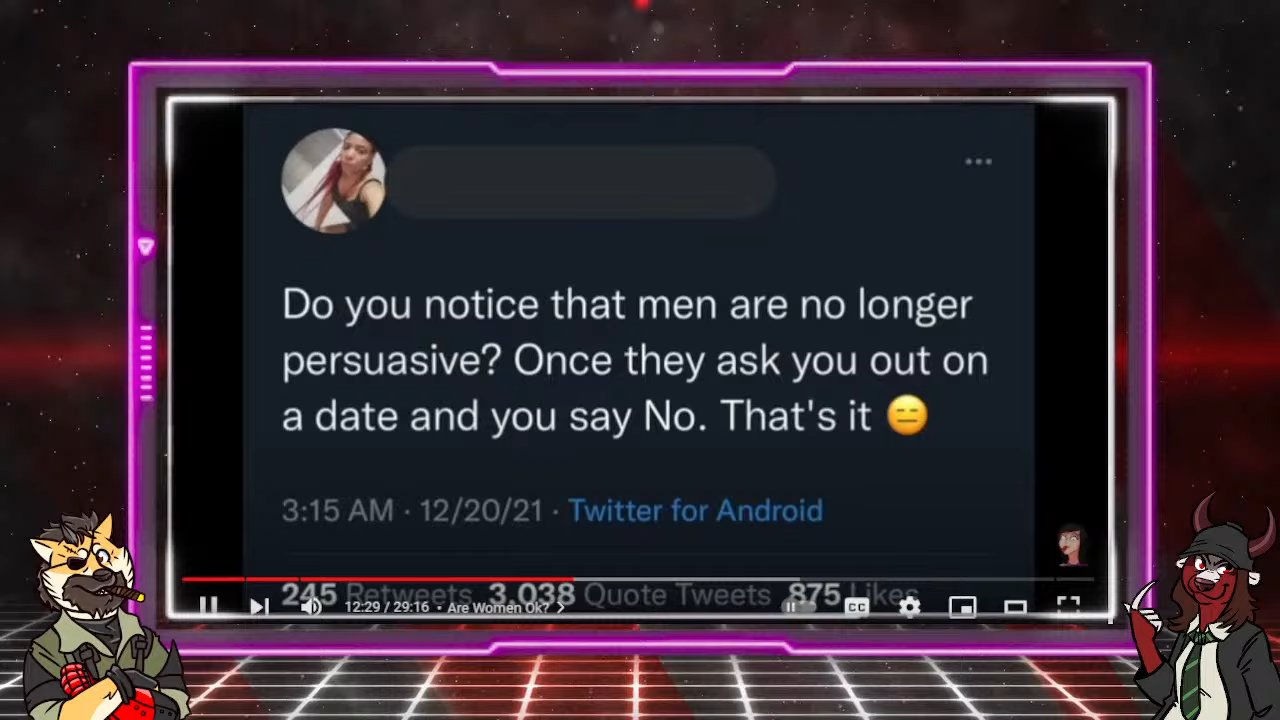 Do you notice that men are no longer
persuasive? Once they ask you out on
a date and you say No. That's it
3:15 AM · 12/20/21 · Twitter for Android
245 Retweets 3,038 Quote Tweets 875 Likes
12:29 / 29:16 • Are Women Ok?
CC